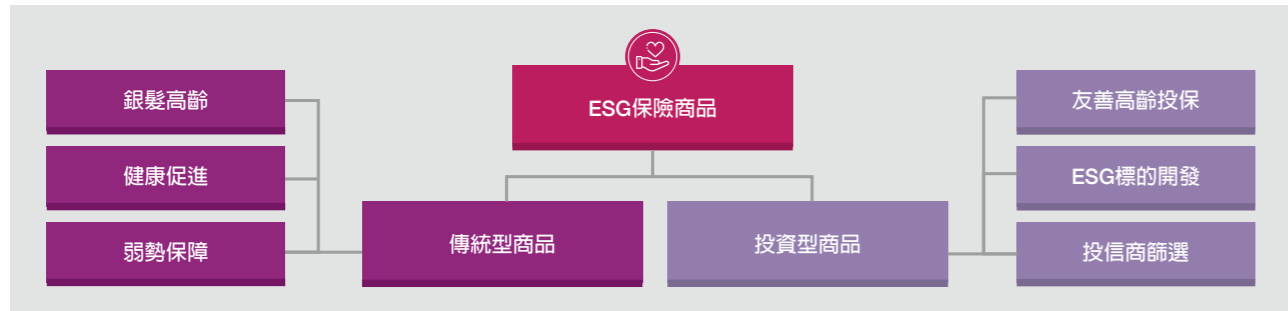 ESG保險商品
銀髮高齡
健康促進
弱勢保障
傳統型商品
投資型商品
友善高齡投保
ESG標的開發
投信商篩選